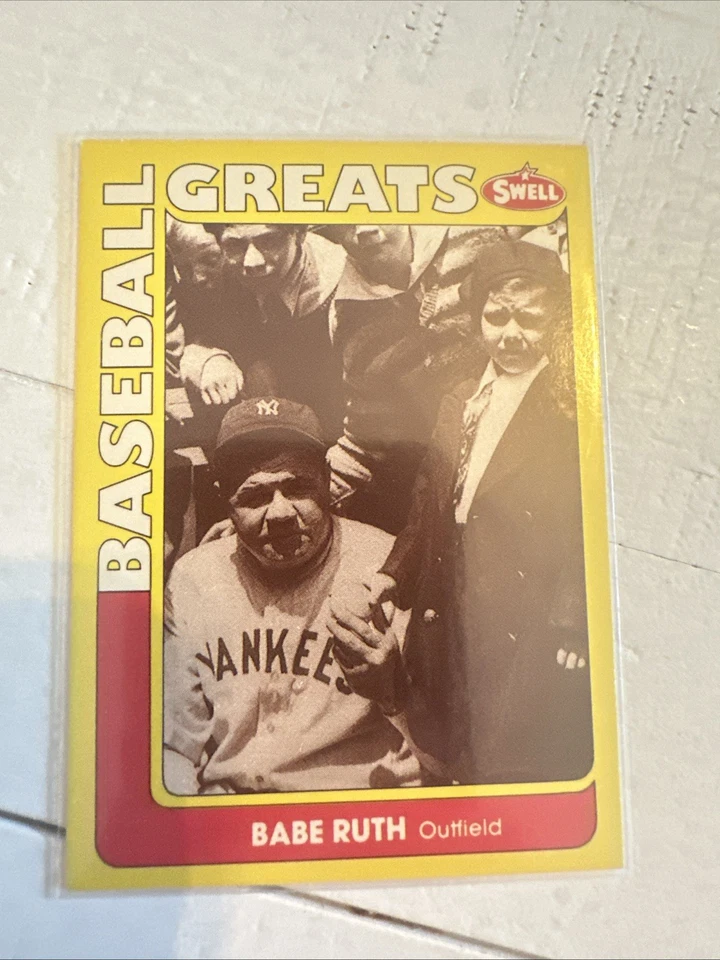 BASEBALL
GREATS
SWELL
NY
YANKEES
BABE RUTH Outfield